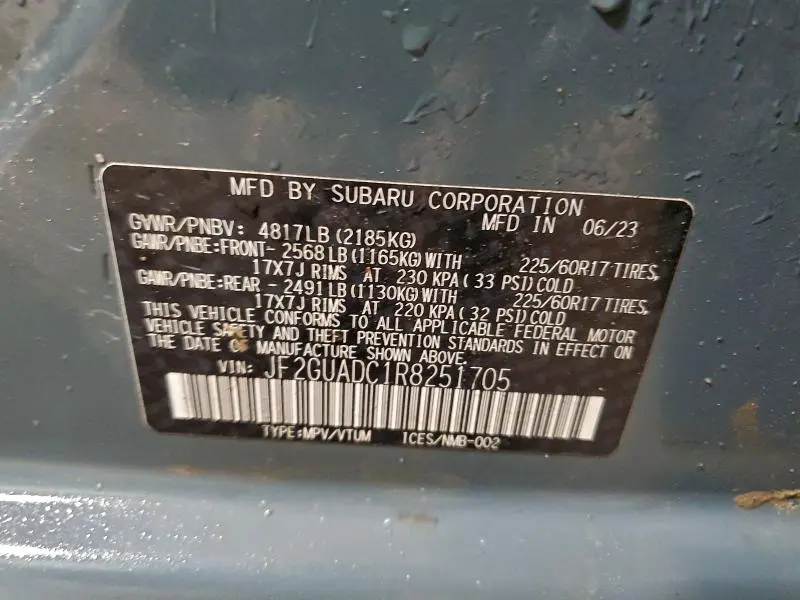 MFD BY SUBARU CORPORATION
GVWR/PNBV: 4817LB (2185KG) MFD IN 06/23
GAWR/PNBE:FRONT- 2568 LB (1165KG) WITH 225/60R17 TIRES,
17X7J RIMS AT 230 KPA ( 33 PSI) COLD
GAWR/PNBE:REAR - 2491 LB (1130KG) WITH 225/60R17 TIRES,
17X7J RIMS AT 220 KPA ( 32 PSI) COLD
THIS VEHICLE CONFORMS TO ALL APPLICABLE FEDERAL MOTOR
VEHICLE SAFETY AND THEFT PREVENTION STANDARDS IN EFFECT ON
THE DATE OF MANUFACTURE SHOWN ABOVE.
VIN: JF2GUADC1R8251705
TYPE:MPV/VTUM ICES/NMB-002